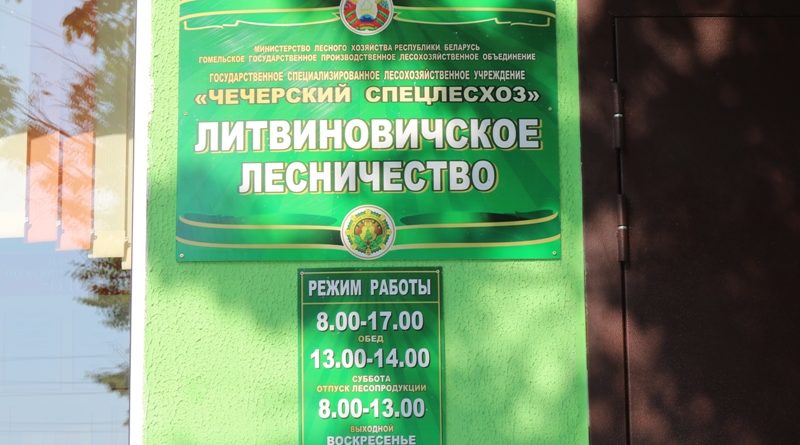 МИНИСТЕРСТВО ЛЕСНОГО ХОЗЯЙСТВА РЕСПУБЛИКИ БЕЛАРУСЬ
ГОМЕЛЬСКОЕ ГОСУДАРСТВЕННОЕ ПРОИЗВОДСТВЕННОЕ ЛЕСОХОЗЯЙСТВЕННОЕ ОБЪЕДИНЕНИЕ
ГОСУДАРСТВЕННОЕ СПЕЦИАЛИЗИРОВАННОЕ ЛЕСОХОЗЯЙСТВЕННОЕ УЧРЕЖДЕНИЕ
«ЧЕЧЕРСКИЙ СПЕЦЛЕСХОЗ»
ЛИТВИНОВИЧСКОЕ
ЛЕСНИЧЕСТВО
РЕЖИМ РАБОТЫ
8.00-17.00
ОБЕД
13.00-14.00
СУББОТА
ОТПУСК ЛЕСОПРОДУКЦИИ
8.00-13.00
ВЫХОДНОЙ
ВОСКРЕСЕНЬЕ